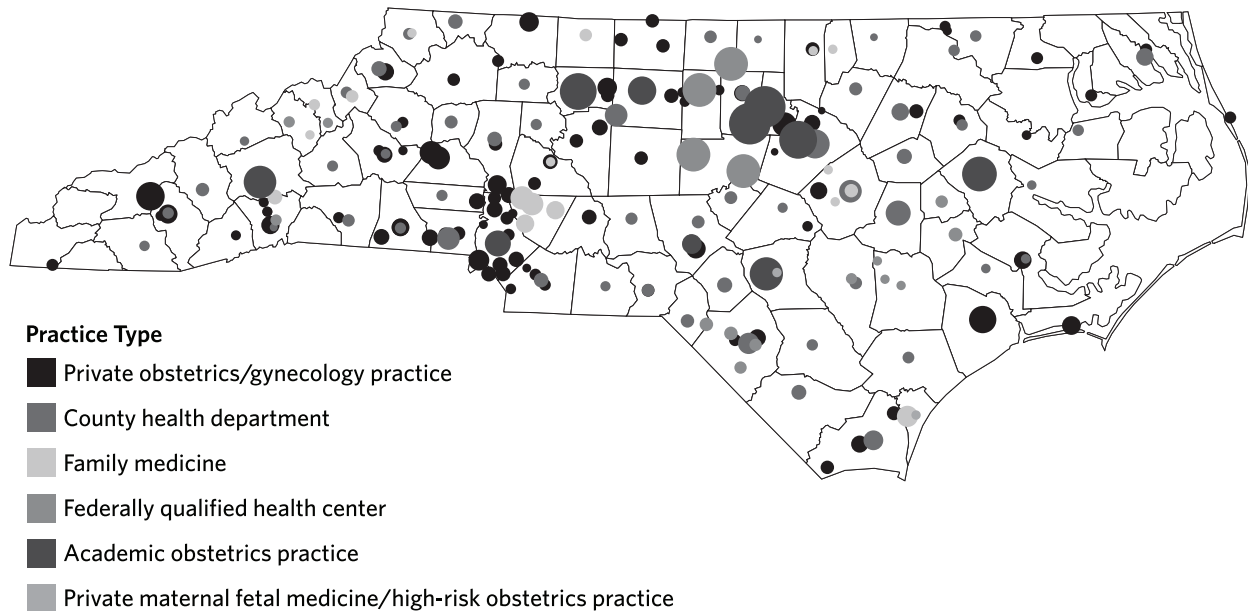 Practice Type
Private obstetrics/gynecology practice
County health department
Family medicine
Federally qualified health center
Academic obstetrics practice
Private maternal fetal medicine/high-risk obstetrics practice